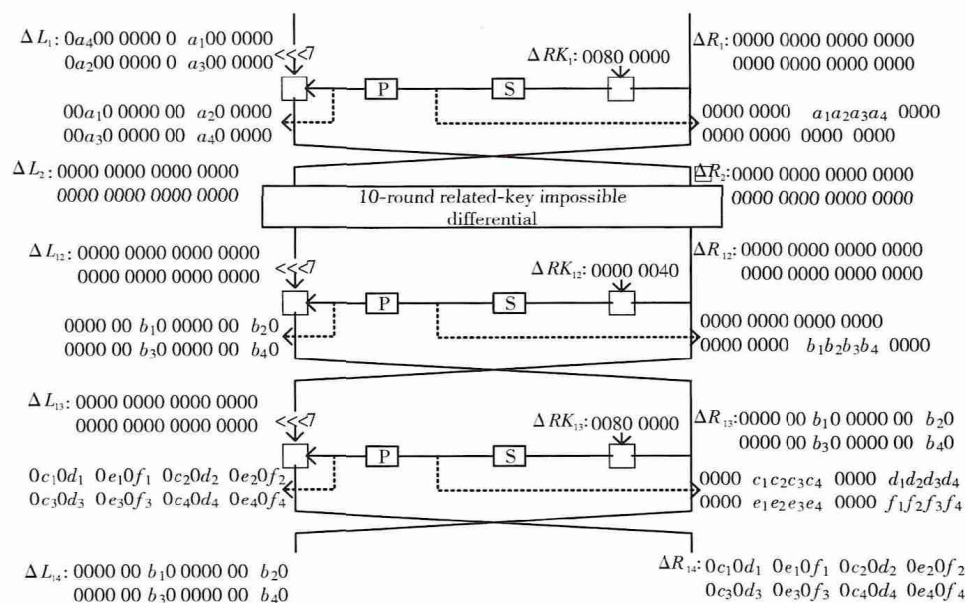 ΔL₁: 0a₄00 0000 0 a₁00 0000
0a₂00 0000 0 a₃00 0000
<<<7
ΔRK₁: 0080 0000
ΔR₁: 0000 0000 0000 0000
0000 0000 0000 0000
P
S
00a₁0 0000 00 a₂0 0000
00a₃0 0000 00 a₄0 0000
0000 0000 a₁a₂a₃a₄ 0000
0000 0000 0000 0000
ΔL₂: 0000 0000 0000 0000
0000 0000 0000 0000
ΔR₂: 0000 0000 0000 0000
0000 0000 0000 0000
10-round related-key impossible
differential
ΔL₁₂: 0000 0000 0000 0000
0000 0000 0000 0000
<<<7
ΔRK₁₂: 0000 0040
ΔR₁₂: 0000 0000 0000 0000
0000 0000 0000 0000
P
S
0000 00 b₁0 0000 00 b₂0
0000 00 b₃0 0000 00 b₄0
0000 0000 0000 0000
0000 0000 b₁b₂b₃b₄ 0000
ΔL₁₃: 0000 0000 0000 0000
0000 0000 0000 0000
<<<7
ΔRK₁₃: 0080 0000
ΔR₁₃: 0000 00 b₁0 0000 00 b₂0
0000 00 b₃0 0000 00 b₄0
P
S
0c₁0d₁ 0e₁0f₁ 0c₂0d₂ 0e₂0f₂
0c₃0d₃ 0e₃0f₃ 0c₄0d₄ 0e₄0f₄
0000 c₁c₂c₃c₄ 0000 d₁d₂d₃d₄
0000 e₁e₂e₃e₄ 0000 f₁f₂f₃f₄
ΔL₁₄: 0000 00 b₁0 0000 00 b₂0
0000 00 b₃0 0000 00 b₄0
ΔR₁₄: 0c₁0d₁ 0e₁0f₁ 0c₂0d₂ 0e₂0f₂
0c₃0d₃ 0e₃0f₃ 0c₄0d₄ 0e₄0f₄